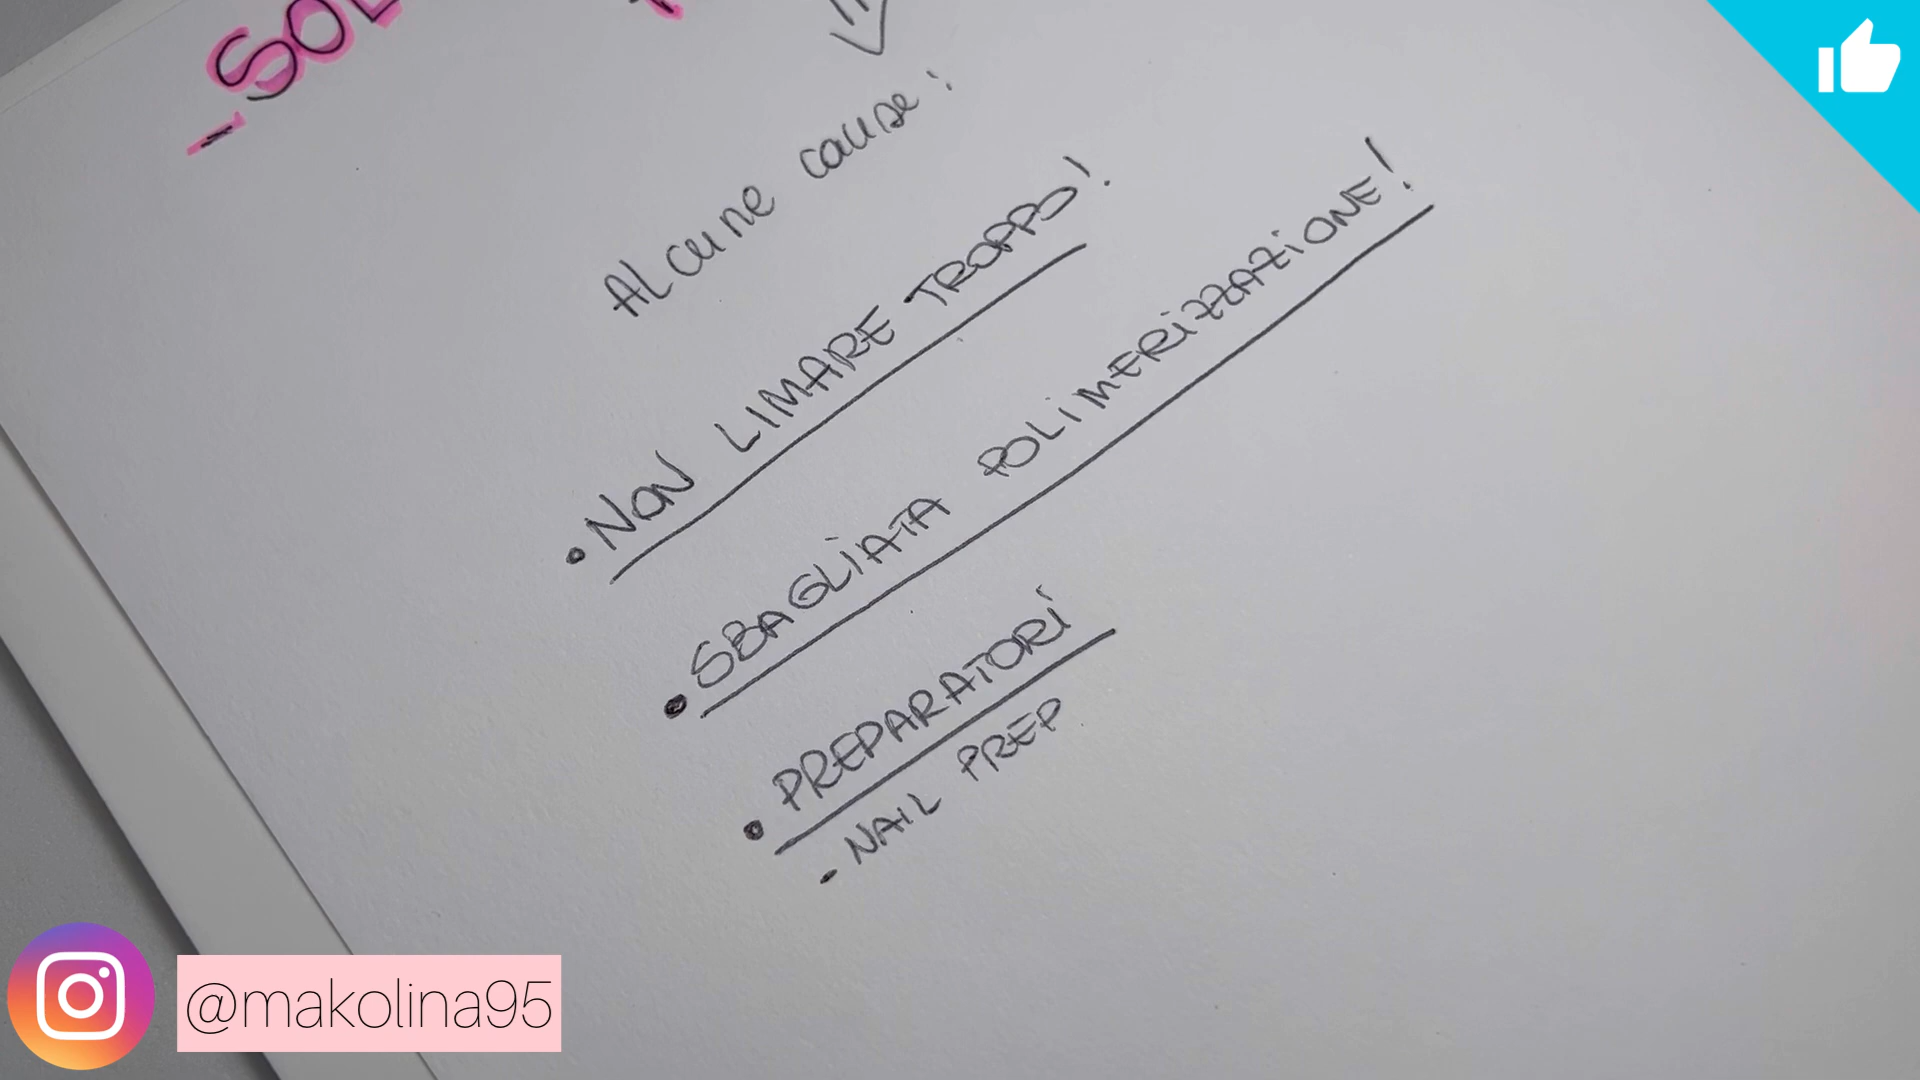 Alcune cause:
• NON LIMARE TROPPO!
• SBAGLIATA POLIMERIZZAZIONE!
• PREPARATORI
- NAIL PREP
@makolina95